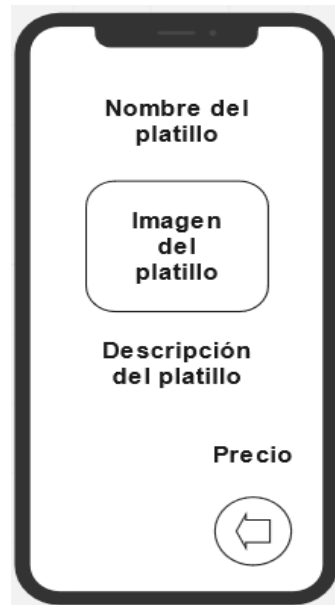 Nombre del
platillo
Imagen
del
platillo
Descripción
del platillo
Precio